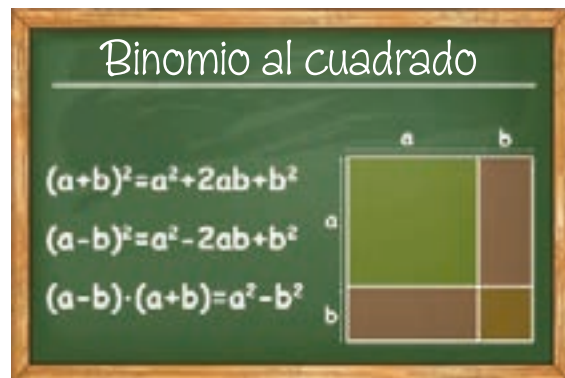 Binomio al cuadrado
a b
(a+b)²=a²+2ab+b²
a
(a-b)²=a²-2ab+b²
(a-b)·(a+b)=a²-b²
b